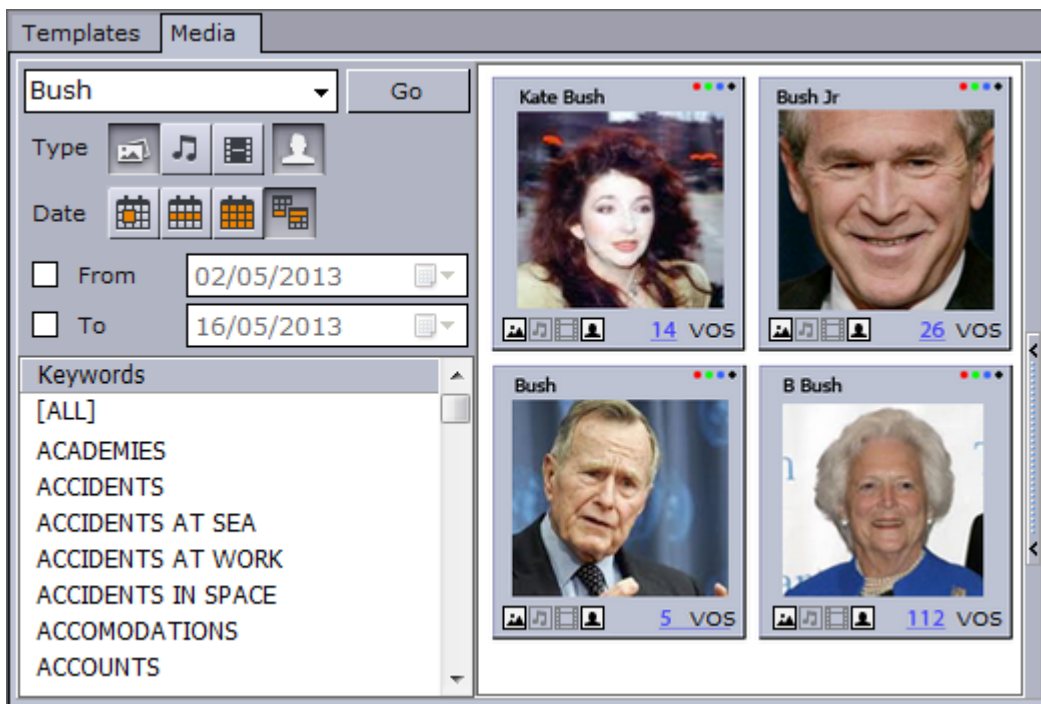 Templates Media
Bush Go
Type
Date
From 02/05/2013
To 16/05/2013
Keywords
[ALL]
ACADEMIES
ACCIDENTS
ACCIDENTS AT SEA
ACCIDENTS AT WORK
ACCIDENTS IN SPACE
ACCOMODATIONS
ACCOUNTS
Kate Bush
14 VOS
Bush Jr
26 VOS
Bush
5 VOS
B Bush
112 VOS